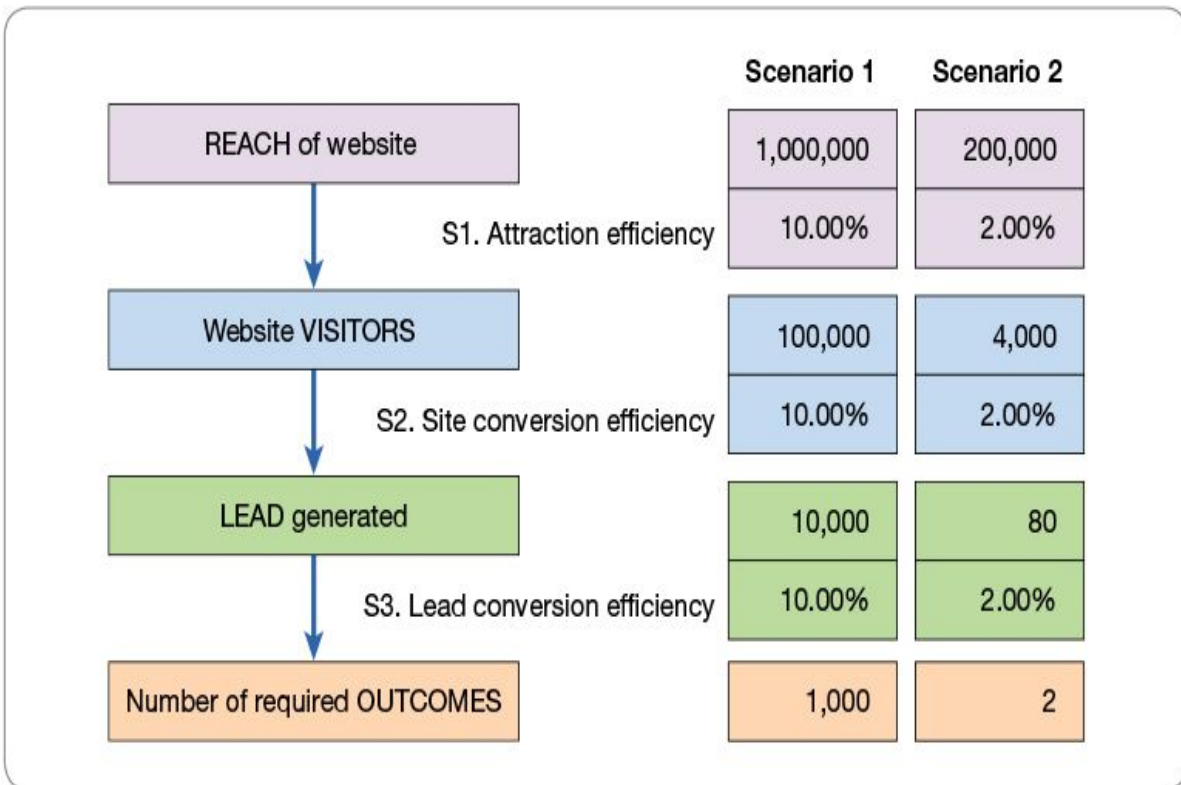 Scenario 1 Scenario 2
REACH of website 1,000,000 200,000
S1. Attraction efficiency 10.00% 2.00%
Website VISITORS 100,000 4,000
S2. Site conversion efficiency 10.00% 2.00%
LEAD generated 10,000 80
S3. Lead conversion efficiency 10.00% 2.00%
Number of required OUTCOMES 1,000 2